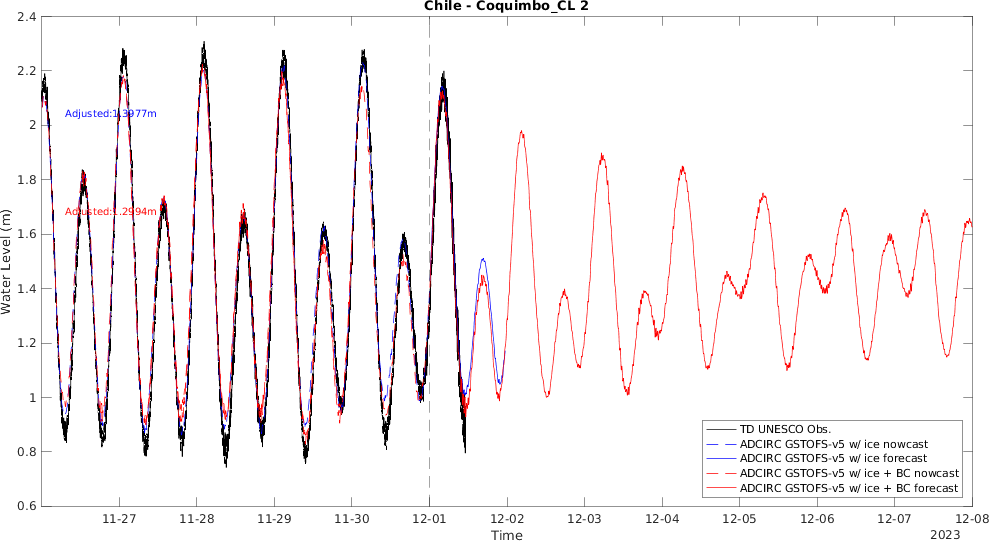 Chile - Coquimbo_CL 2
Water Level (m)
2.4
2.2
2
1.8
1.6
1.4
1.2
1
0.8
0.6
Adjusted:1.3977m
Adjusted:1.2994m
TD UNESCO Obs.
ADCIRC GSTOFS-v5 w/ ice nowcast
ADCIRC GSTOFS-v5 w/ ice forecast
ADCIRC GSTOFS-v5 w/ ice + BC nowcast
ADCIRC GSTOFS-v5 w/ ice + BC forecast
11-27 11-28 11-29 11-30 12-01 12-02 12-03 12-04 12-05 12-06 12-07 12-08
Time
2023